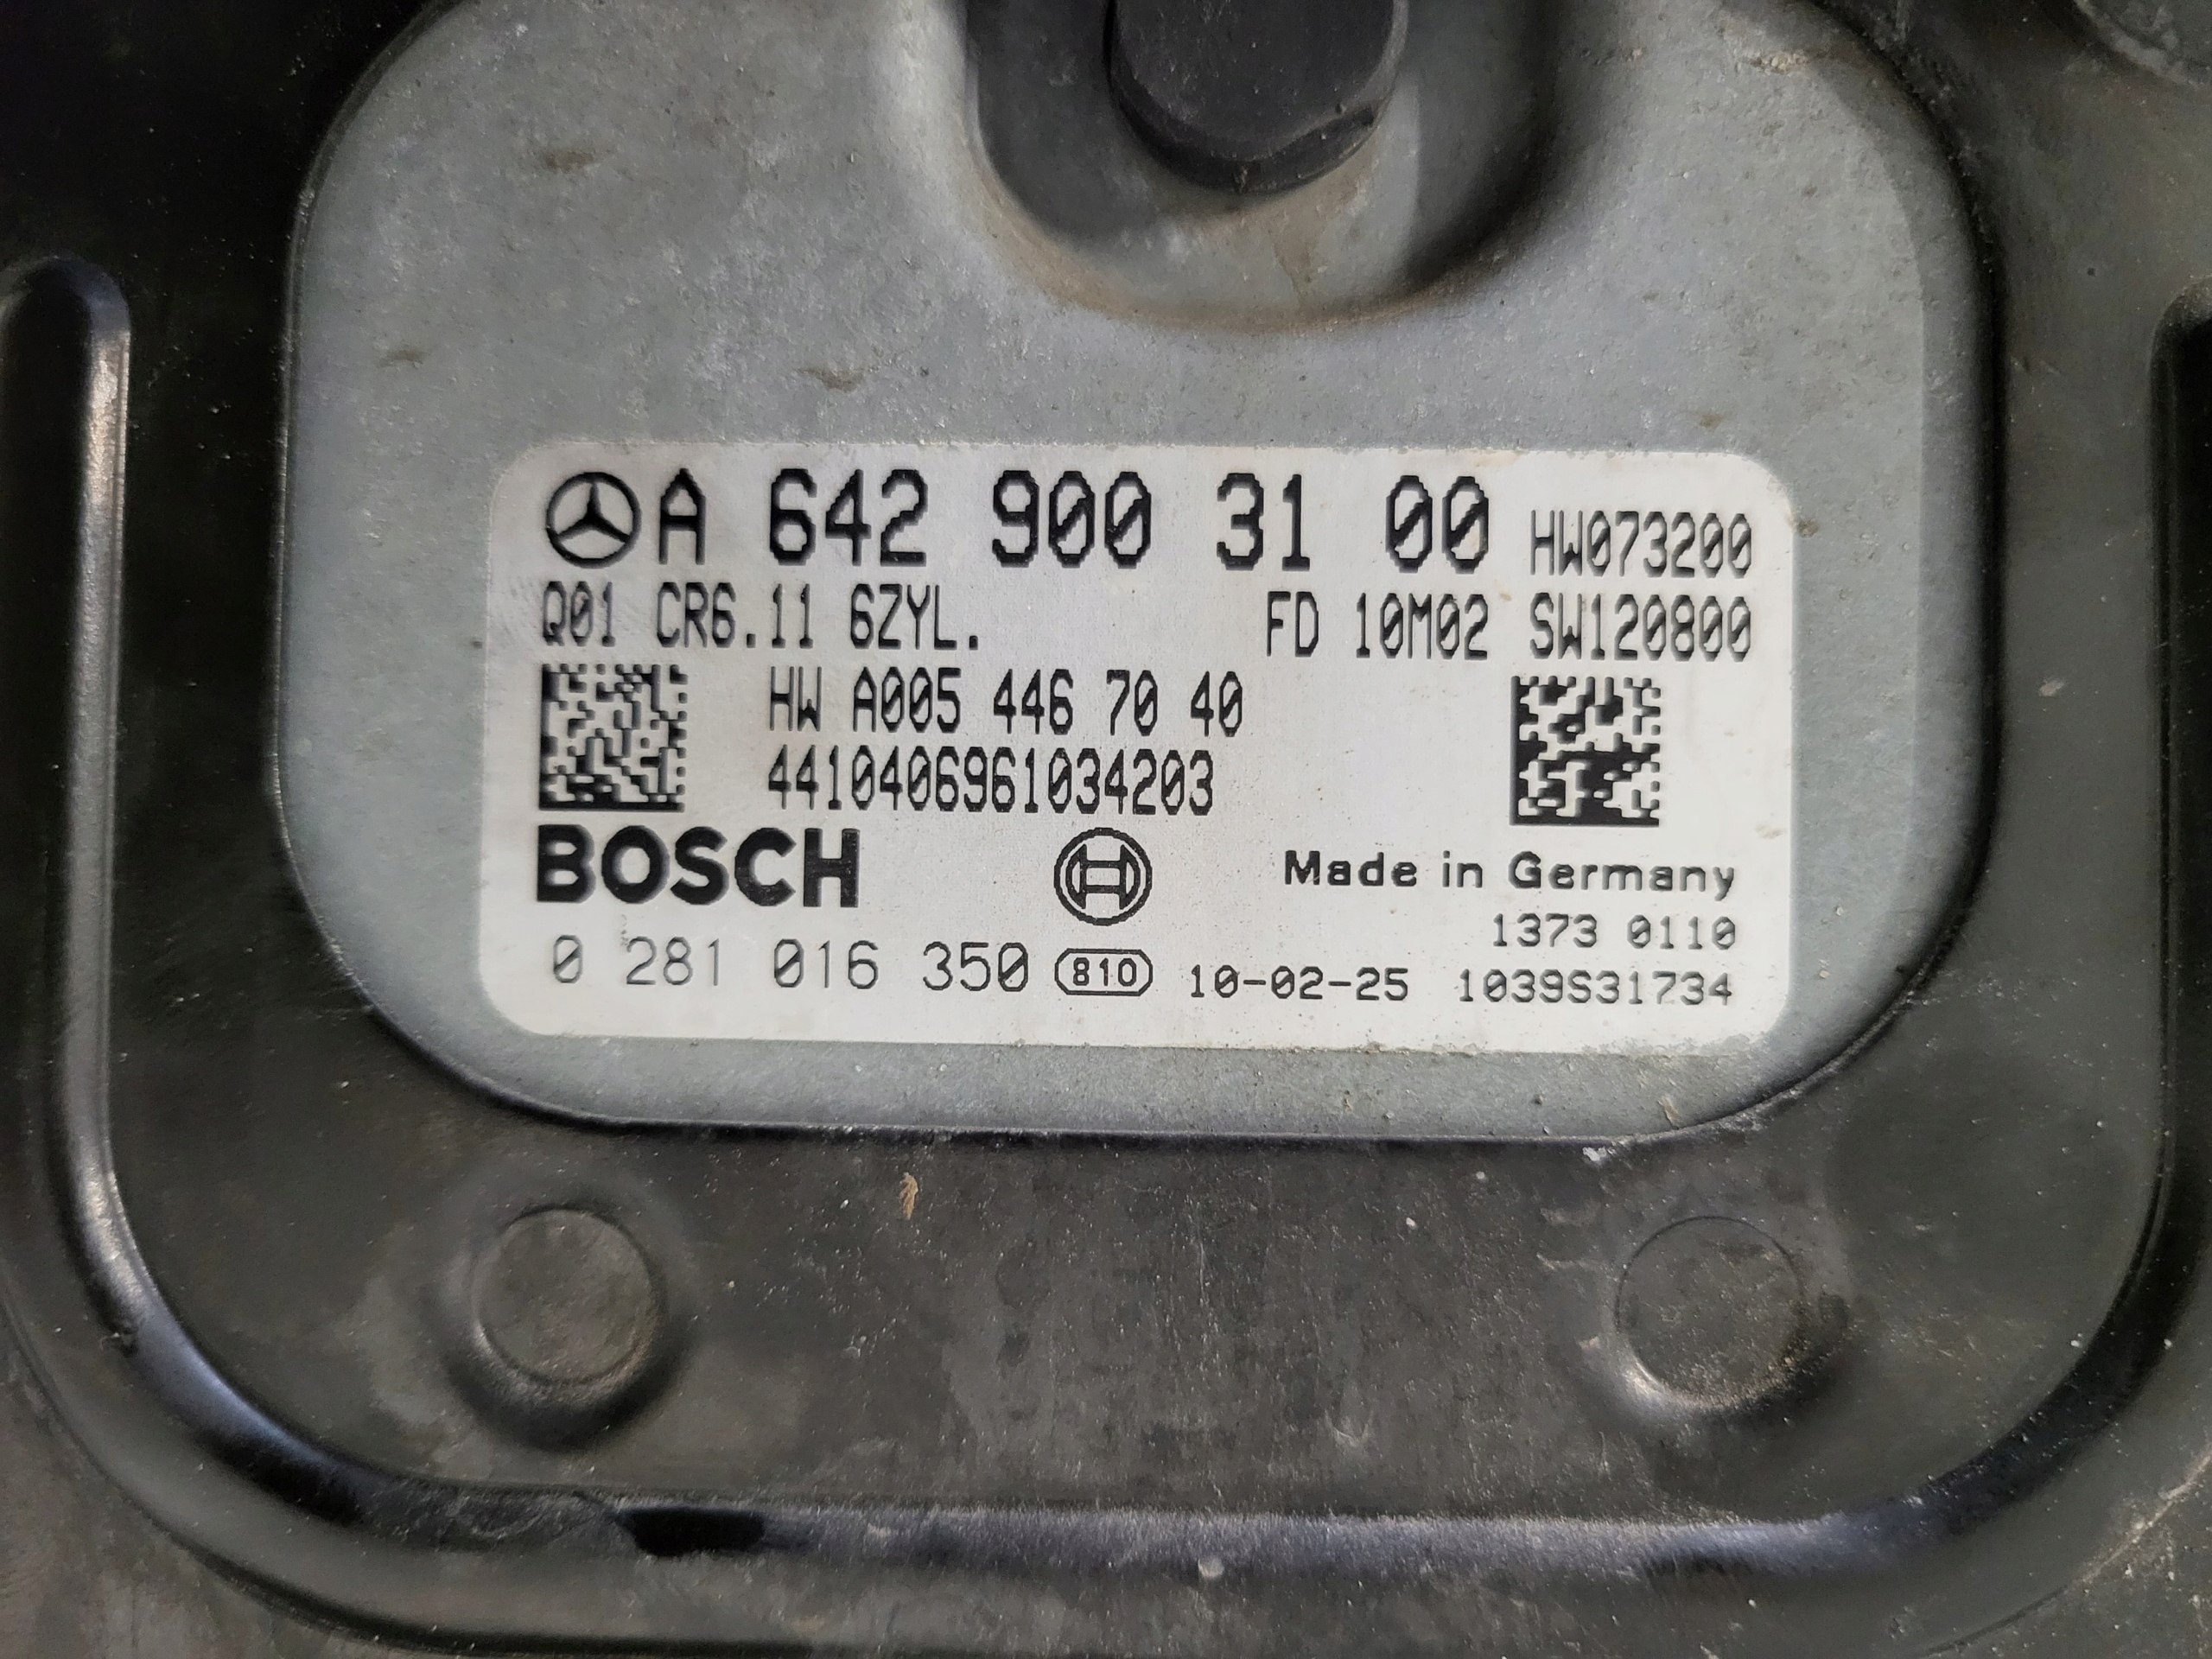 A 642 900 31 00 HW073200
Q01 CR6.11 6ZYL. FD 10M02 SW120800
HW A005 446 70 40
4410406961034203
BOSCH Made in Germany
1373 0110
0 281 016 350 810 10-02-25 1039S31734